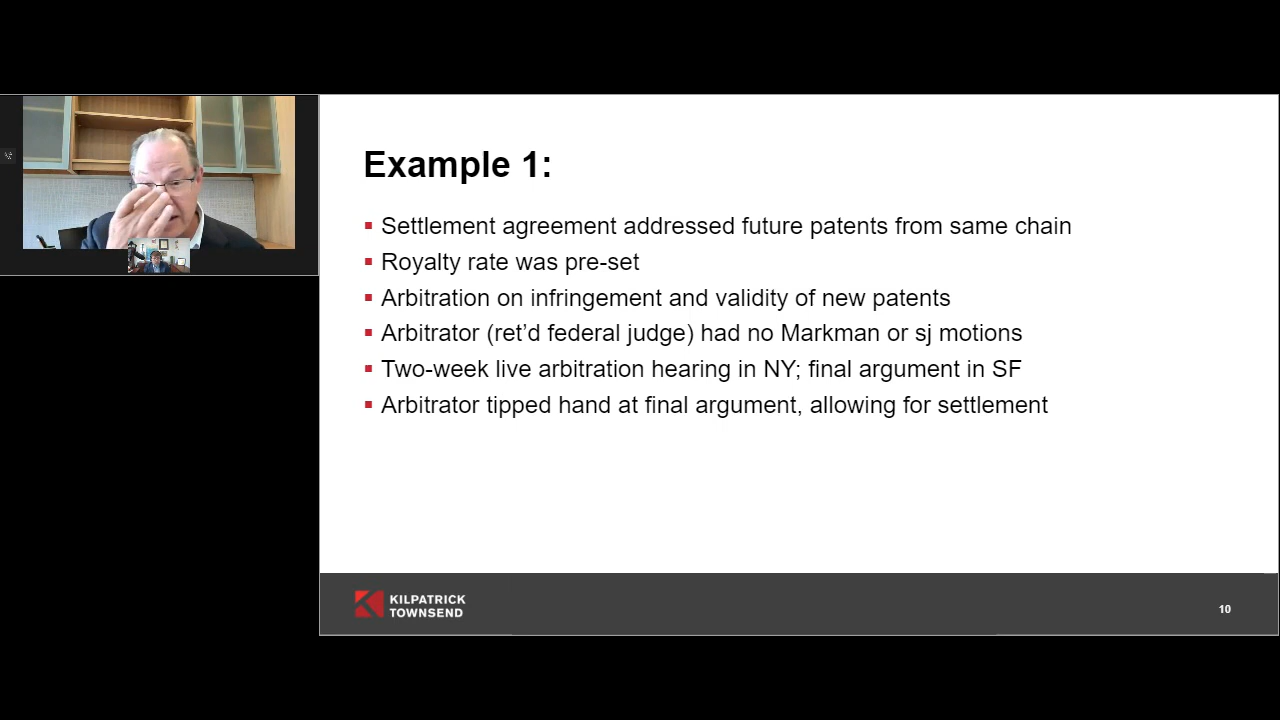 Example 1:
▪ Settlement agreement addressed future patents from same chain
▪ Royalty rate was pre-set
▪ Arbitration on infringement and validity of new patents
▪ Arbitrator (ret’d federal judge) had no Markman or sj motions
▪ Two-week live arbitration hearing in NY; final argument in SF
▪ Arbitrator tipped hand at final argument, allowing for settlement
KILPATRICK
TOWNSEND
10